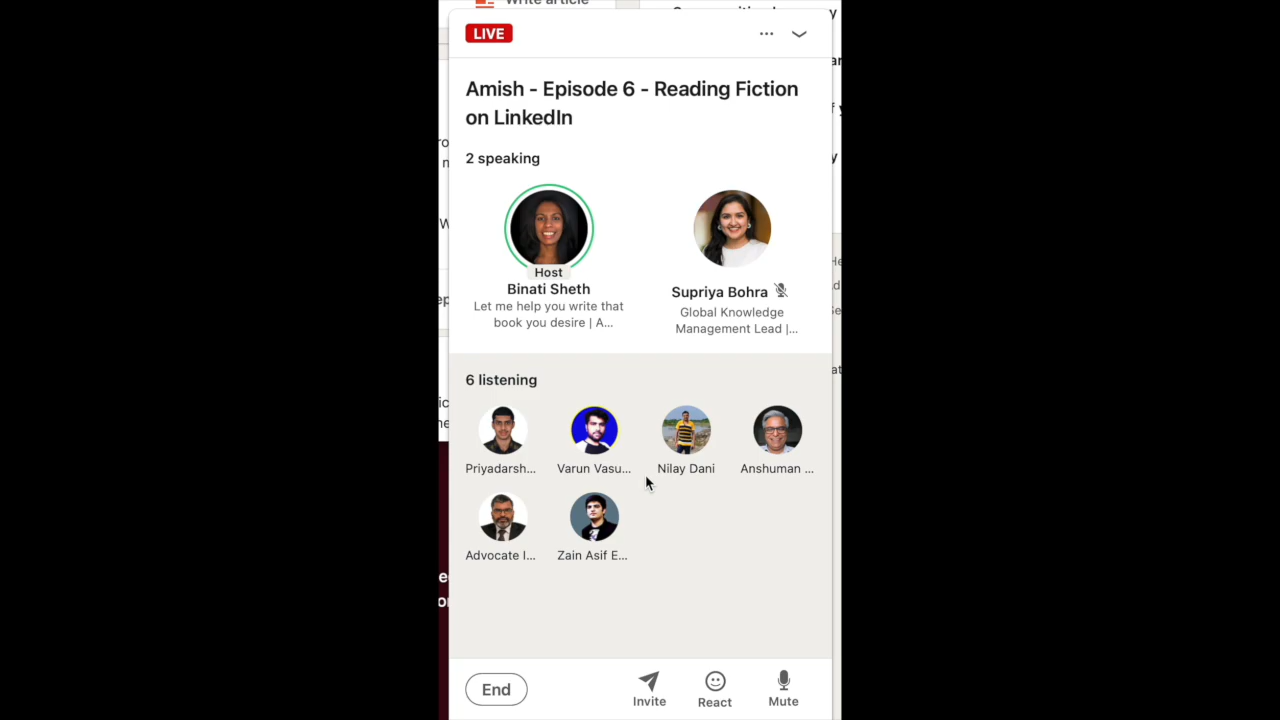 Write article
LIVE
Amish - Episode 6 - Reading Fiction
on LinkedIn
2 speaking
Host
Binati Sheth
Let me help you write that
book you desire | A...
Supriya Bohra
Global Knowledge
Management Lead |...
6 listening
Priyadarsh...
Varun Vasu...
Nilay Dani
Anshuman ...
Advocate I...
Zain Asif E...
End
Invite
React
Mute